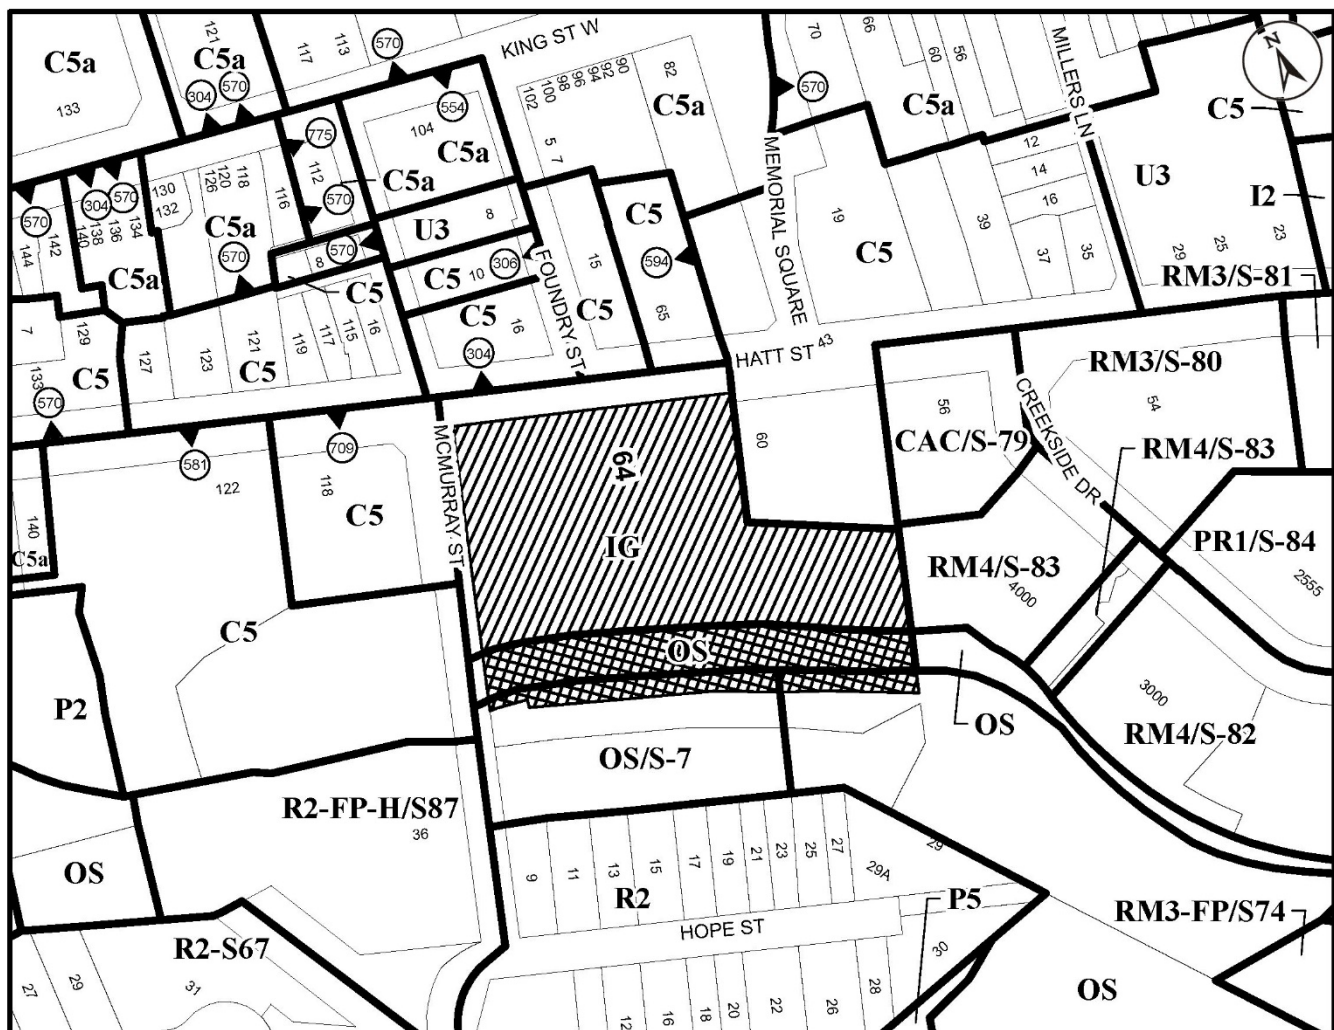 121
117
113
570
KING ST W
70
66
60
56
MILLERS LN
N
C5a
C5a
133
304
570
554
102
100
98
96
94
92
90
82
C5a
570
C5a
C5
775
104
C5a
112
C5a
5
7
MEMORIAL SQUARE
12
14
16
U3
I2
570
304
570
130
132
126
120
118
116
570
144
142
140
138
136
134
C5a
C5a
570
570
8
C5
8
U3
C5
10
306
FOUNDRY ST
15
C5
C5
594
65
19
C5
39
37
35
29
25
23
RM3/S-81
7
129
133
C5
570
127
123
121
C5
119
117
115
16
C5
16
304
HATT ST
43
RM3/S-80
54
CREEKSIDE DR
56
CAC/S-79
RM4/S-83
581
122
709
118
C5
MCMURRAY ST
64
IG
60
140
C5a
RM4/S-83
4000
PR1/S-84
2555
C5
OS
P2
3000
RM4/S-82
OS
OS/S-7
R2-FP-H/S87
36
OS
9
11
13
15
17
19
21
23
25
27
29A
29
R2
P5
RM3-FP/S74
HOPE ST
R2-S67
27
29
31
30
12
16
18
20
22
26
28
OS